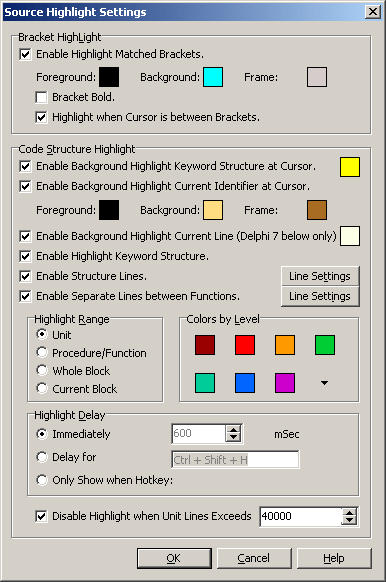 Source Highlight Settings
Bracket HighLight
Enable Highlight Matched Brackets.
Foreground: Background: Frame:
Bracket Bold.
Highlight when Cursor is between Brackets.
Code Structure Highlight
Enable Background Highlight Keyword Structure at Cursor.
Enable Background Highlight Current Identifier at Cursor.
Foreground: Background: Frame:
Enable Background Highlight Current Line (Delphi 7 below only)
Enable Highlight Keyword Structure.
Enable Structure Lines. Line Settings
Enable Separate Lines between Functions. Line Settings
Highlight Range
Unit
Procedure/Function
Whole Block
Current Block
Colors by Level
Highlight Delay
Immediately 600 mSec
Delay for Ctrl + Shift + H
Only Show when Hotkey:
Disable Highlight when Unit Lines Exceeds 40000
OK Cancel Help